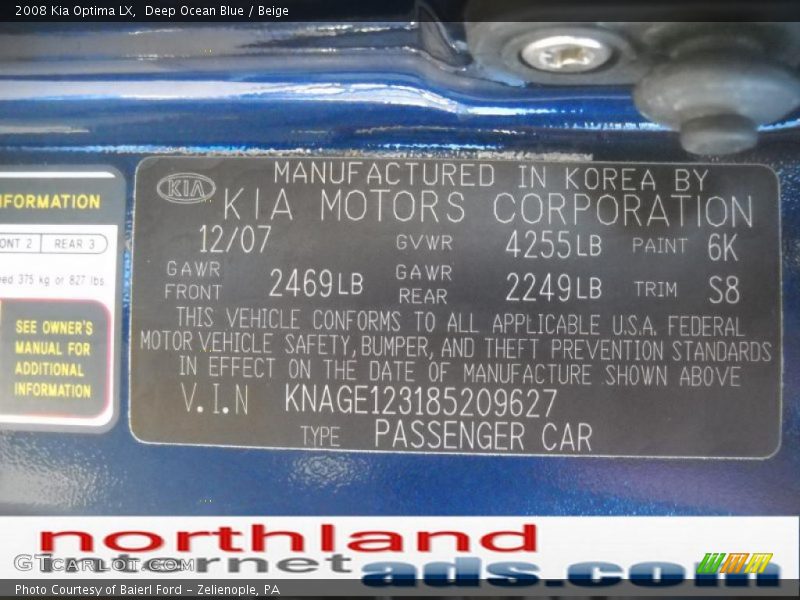 2008 Kia Optima LX, Deep Ocean Blue / Beige
MANUFACTURED IN KOREA BY
KIA
KIA MOTORS CORPORATION
12/07 GVWR 4255LB PAINT 6K
GAWR FRONT 2469LB GAWR REAR 2249LB TRIM S8
THIS VEHICLE CONFORMS TO ALL APPLICABLE U.S.A. FEDERAL
MOTOR VEHICLE SAFETY, BUMPER, AND THEFT PREVENTION STANDARDS
IN EFFECT ON THE DATE OF MANUFACTURE SHOWN ABOVE
V.I.N KNAGE123185209627
TYPE PASSENGER CAR
NFORMATION
ONT 2 REAR 3
eed 375 kg or 827 lbs.
SEE OWNER'S
MANUAL FOR
ADDITIONAL
INFORMATION
northland
internet
ads.com
GTCARLOT.COM
Photo Courtesy of Baierl Ford - Zelienople, PA